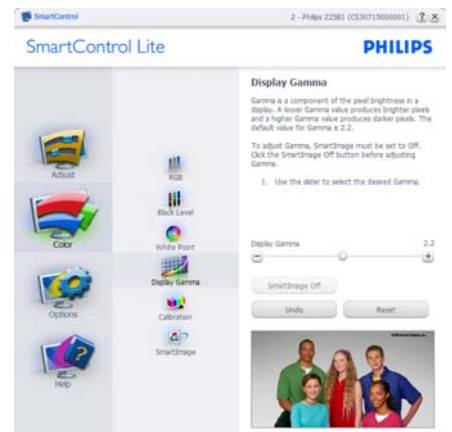 SmartControl
2 - Philips 225B1 (CS30715000001)
SmartControl Lite
PHILIPS
Adjust
Color
Options
Help
RGB
Black Level
White Point
Display Gamma
Calibration
SmartImage
Display Gamma
Gamma is a component of the pixel brightness in a
display. A lower Gamma value produces brighter pixels
and a higher Gamma value produces darker pixels. The
default value for Gamma is 2.2.
To adjust Gamma, SmartImage must be set to Off.
Click the SmartImage Off button before adjusting
Gamma.
1. Use the slider to select the desired Gamma.
Display Gamma 2.2
SmartImage Off
Undo
Reset